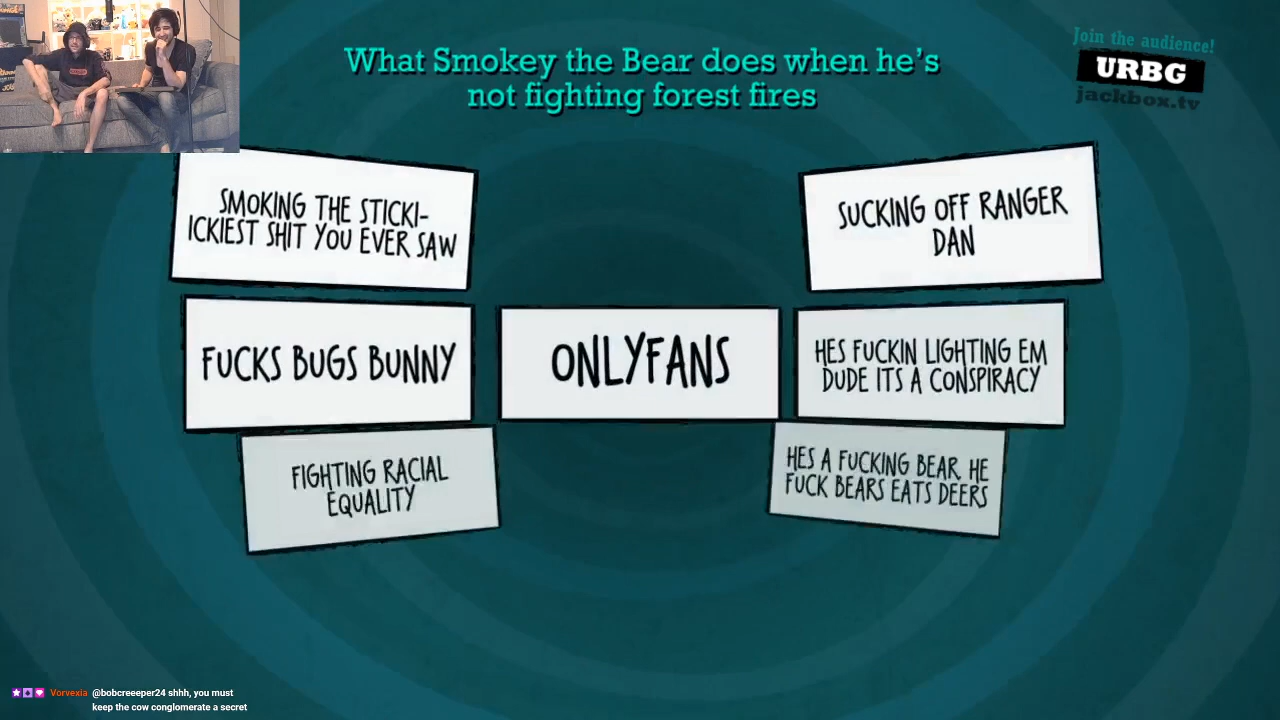 What Smokey the Bear does when he's
not fighting forest fires
Join the audience!
URBG
jackbox.tv
SMOKING THE STICKI-
ICKIEST SHIT YOU EVER SAW
SUCKING OFF RANGER
DAN
FUCKS BUGS BUNNY
ONLYFANS
HES FUCKIN LIGHTING EM
DUDE ITS A CONSPIRACY
FIGHTING RACIAL
EQUALITY
HES A FUCKING BEAR. HE
FUCK BEARS EATS DEERS
Vorvexia @bobcreeeper24 shhh, you must
keep the cow conglomerate a secret